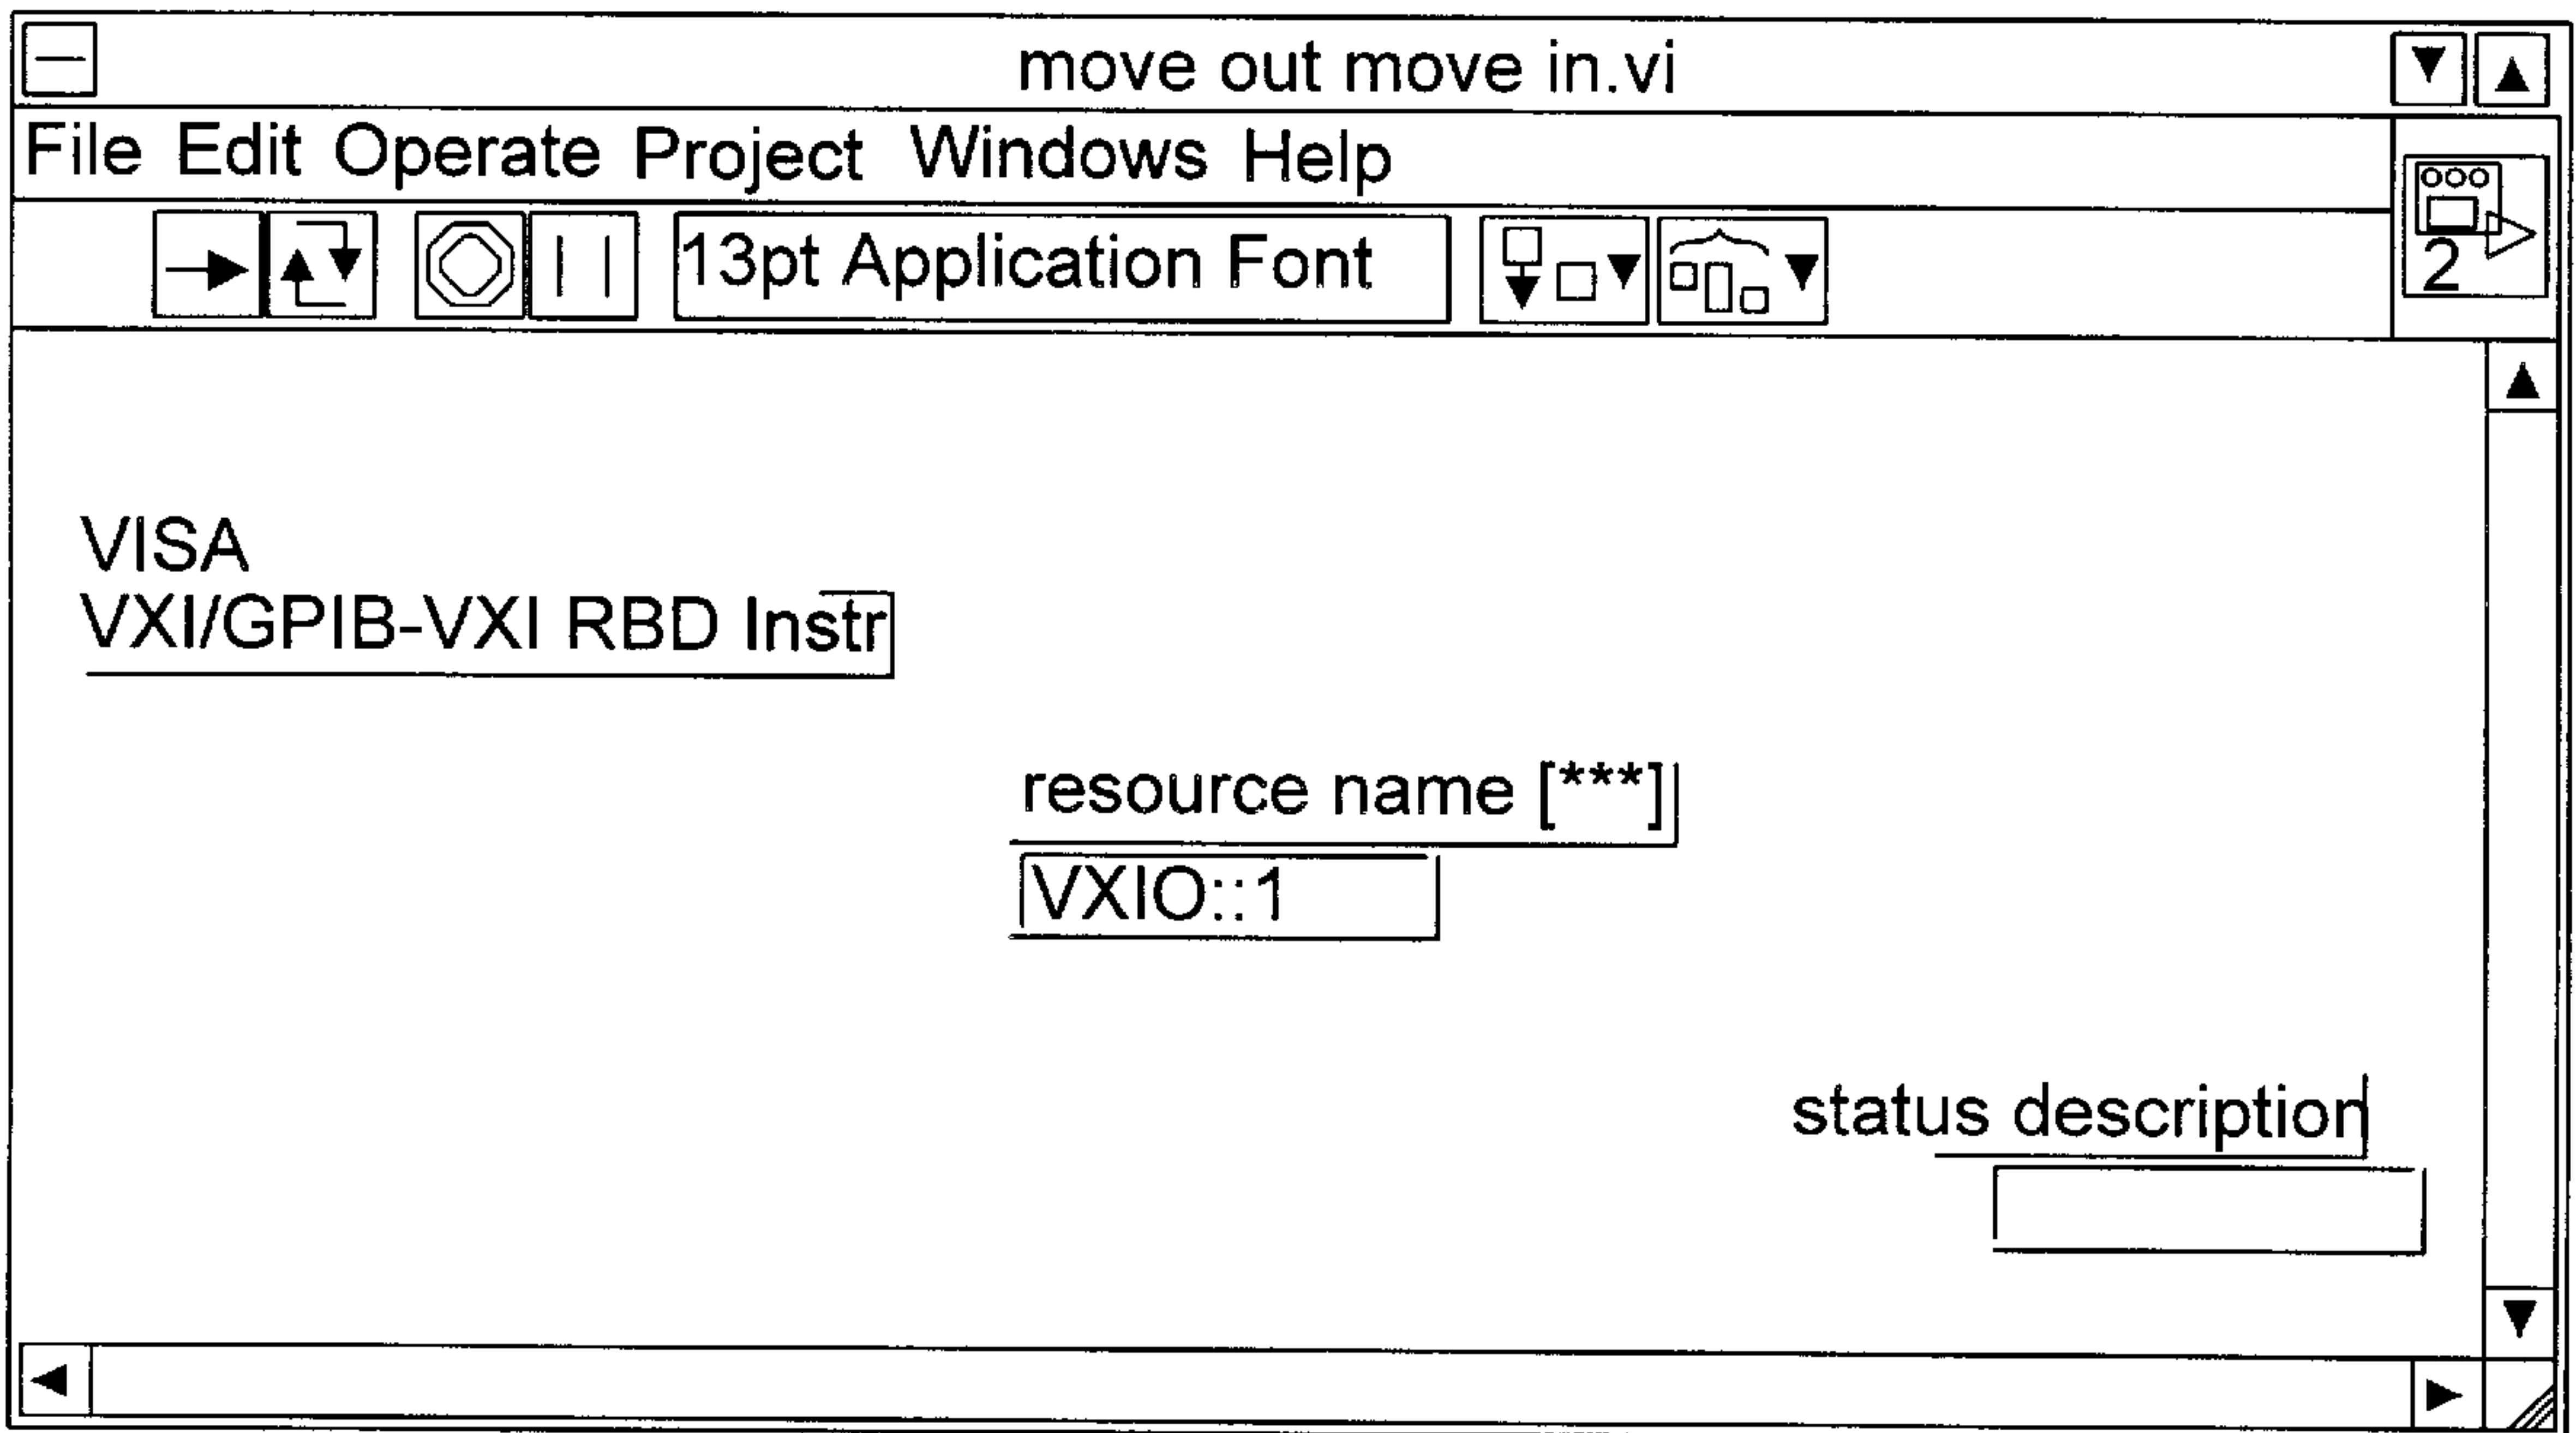 move out move in.vi
File Edit Operate Project Windows Help
13pt Application Font
2
VISA
VXI/GPIB-VXI RBD Instr
resource name [***]
VXIO::1
status description